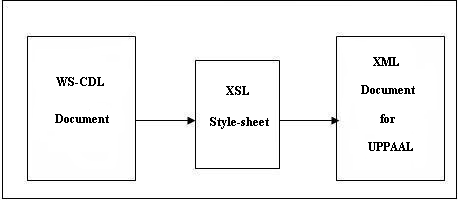 WS-CDL
Document
XSL
Style-sheet
XML
Document
for
UPPAAL